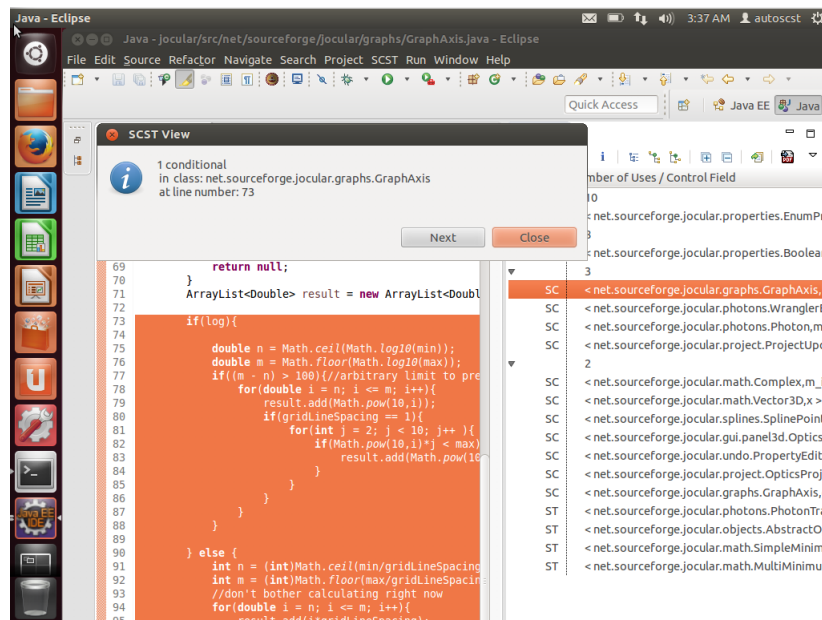 Java - Eclipse
3:37 AM autoscst
Java - jocular/src/net/sourceforge/jocular/graphs/GraphAxis.java - Eclipse
File Edit Source Refactor Navigate Search Project SCST Run Window Help
Quick Access
Java EE
Java
SCST View
1 conditional
in class: net.sourceforge.jocular.graphs.GraphAxis
at line number: 73
Next
Close
mber of Uses / Control Field
10
< net.sourceforge.jocular.properties.EnumPr
3
< net.sourceforge.jocular.properties.Boolea
3
SC < net.sourceforge.jocular.graphs.GraphAxis,
SC < net.sourceforge.jocular.photons.Wrangler
SC < net.sourceforge.jocular.photons.Photon,m
SC < net.sourceforge.jocular.project.ProjectUpd
2
SC < net.sourceforge.jocular.math.Complex,m_
SC < net.sourceforge.jocular.math.Vector3D,x >
SC < net.sourceforge.jocular.splines.SplinePoint
SC < net.sourceforge.jocular.gui.panel3d.Optics
SC < net.sourceforge.jocular.undo.PropertyEdit
SC < net.sourceforge.jocular.project.OpticsProj
SC < net.sourceforge.jocular.graphs.GraphAxis,
ST < net.sourceforge.jocular.photons.PhotonTra
ST < net.sourceforge.jocular.objects.AbstractO
ST < net.sourceforge.jocular.math.SimpleMinim
ST < net.sourceforge.jocular.math.MultiMinimu
69 return null;
70 }
71 ArrayList<Double> result = new ArrayList<Doubl
72
73 if(log){
74
75 double n = Math.ceil(Math.log10(min));
76 double m = Math.floor(Math.log10(max));
77 if((m - n) > 100){//arbitrary limit to pre
78 for(double i = n; i <= m; i++){
79 result.add(Math.pow(10,i));
80 if(gridLineSpacing == 1){
81 for(int j = 2; j < 10; j++ ){
82 if(Math.pow(10,i)*j < max)
83 result.add(Math.pow(10
84 }
85 }
86 }
87 }
88 }
89
90 } else {
91 int n = (int)Math.ceil(min/gridLineSpacing
92 int m = (int)Math.floor(max/gridLineSpacin
93 //don't bother calculating right now
94 for(double i = n; i <= m; i++){
95 result.add(i*gridLineSpacing);
Java EE
IDE